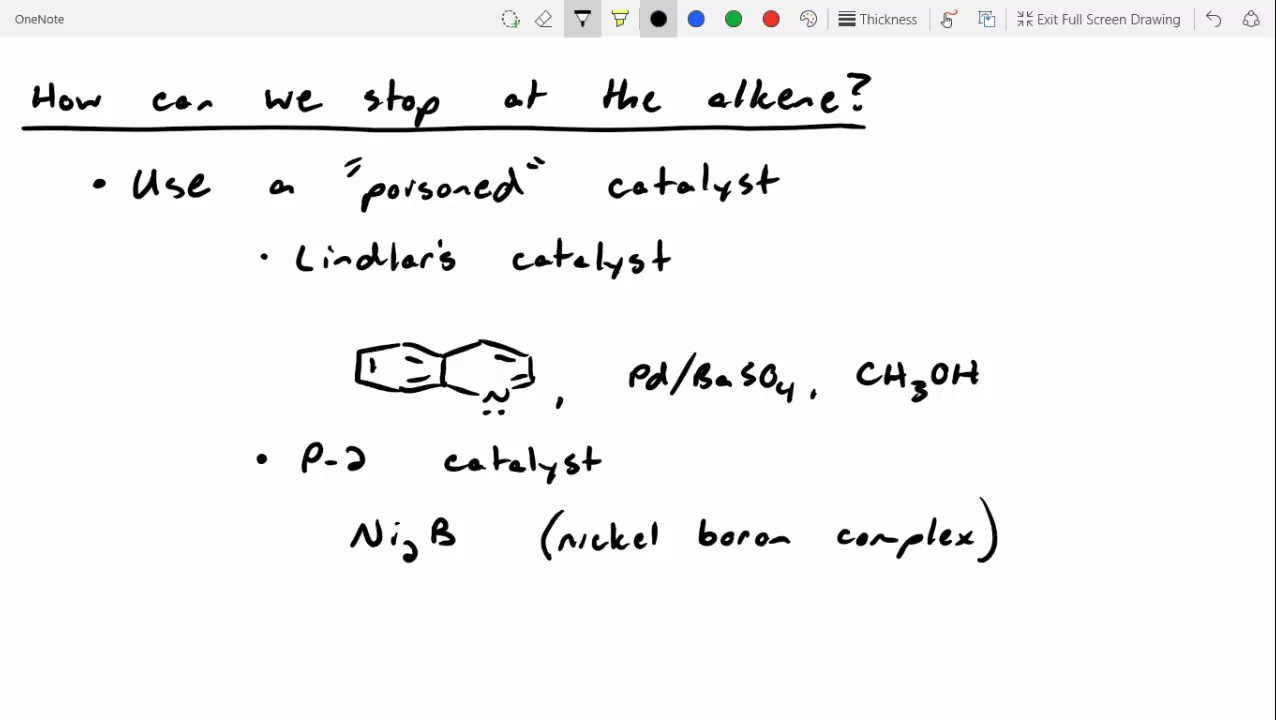 OneNote
Thickness
Exit Full Screen Drawing
How can we stop at the alkene?
• Use a "poisoned" catalyst
• Lindlar's catalyst
N, Pd/BaSO₄, CH₃OH
• P-2 catalyst
Ni₂B (nickel boron complex)